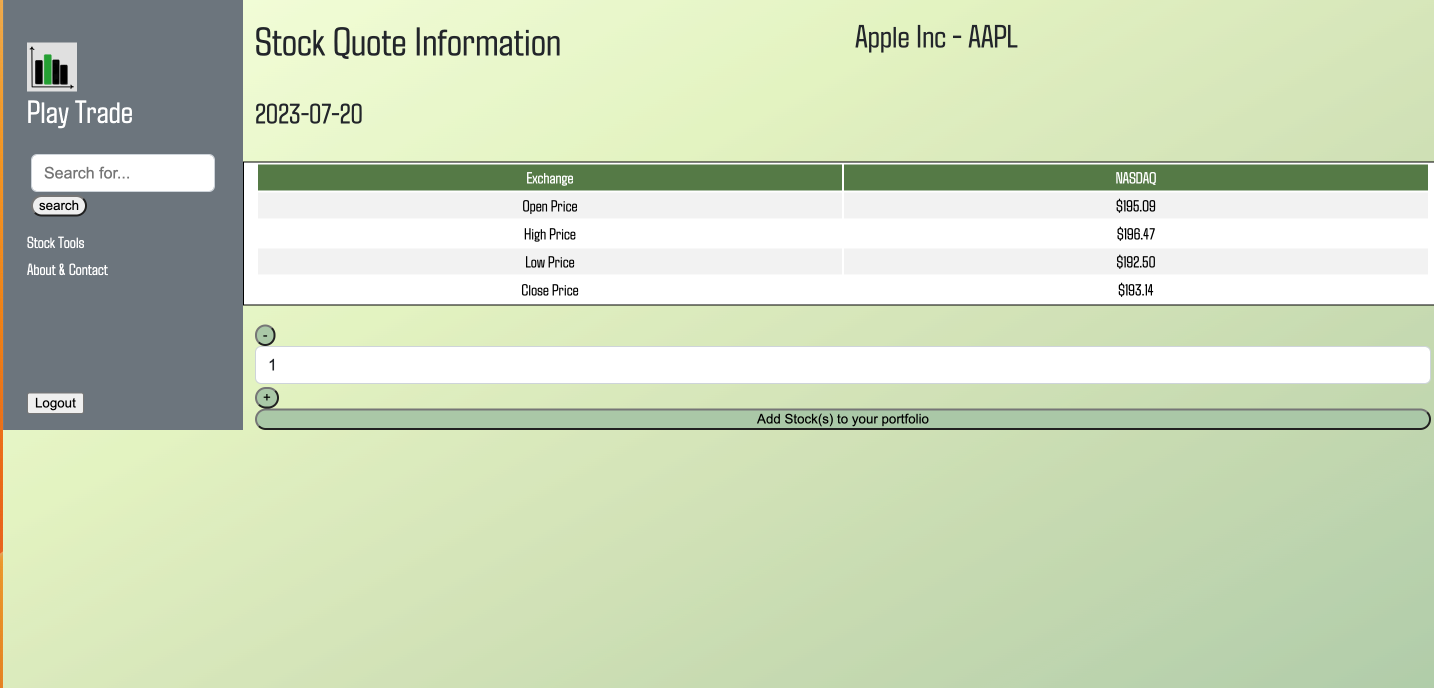 Play Trade
Search for...
search
Stock Tools
About & Contact
Logout
Stock Quote Information
Apple Inc - AAPL
2023-07-20
Exchange NASDAQ
Open Price $195.09
High Price $196.47
Low Price $192.50
Close Price $193.14
-
1
+
Add Stock(s) to your portfolio